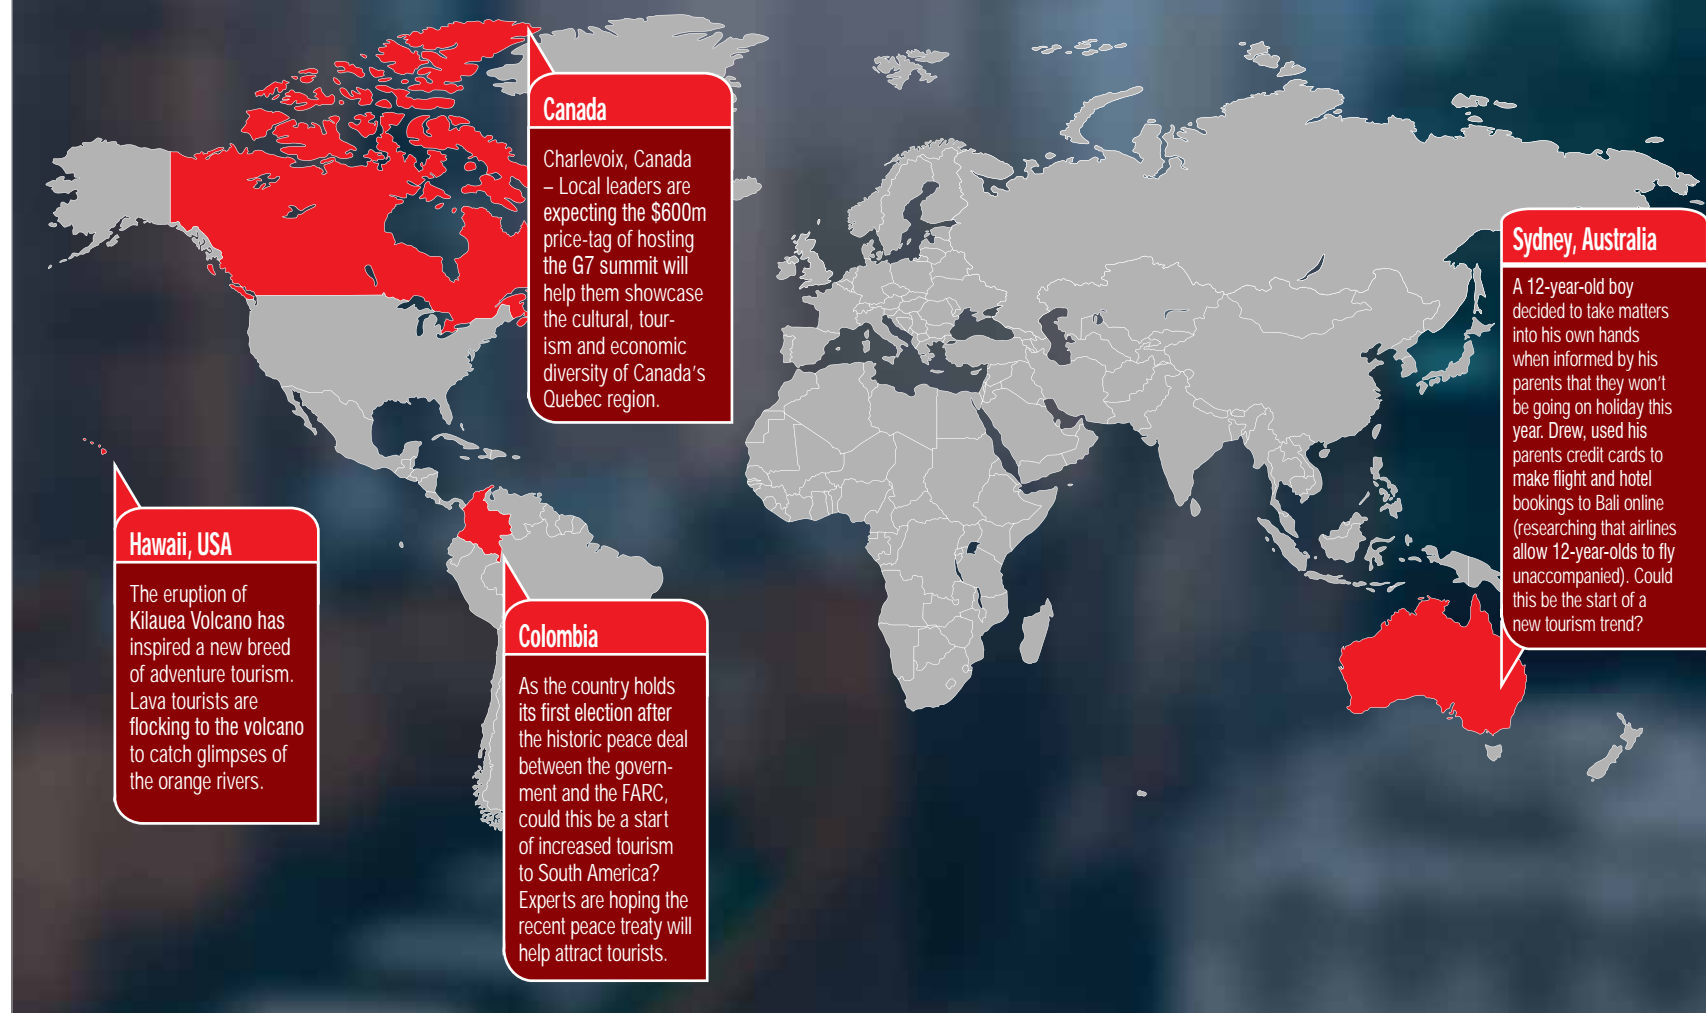 Canada
Charlevoix, Canada
– Local leaders are
expecting the $600m
price-tag of hosting
the G7 summit will
help them showcase
the cultural, tour-
ism and economic
diversity of Canada's
Quebec region.
Sydney, Australia
A 12-year-old boy
decided to take matters
into his own hands
when informed by his
parents that they won't
be going on holiday this
year. Drew, used his
parents credit cards to
make flight and hotel
bookings to Bali online
(researching that airlines
allow 12-year-olds to fly
unaccompanied). Could
this be the start of a
new tourism trend?
Hawaii, USA
The eruption of
Kilauea Volcano has
inspired a new breed
of adventure tourism.
Lava tourists are
flocking to the volcano
to catch glimpses of
the orange rivers.
Colombia
As the country holds
its first election after
the historic peace deal
between the govern-
ment and the FARC,
could this be a start
of increased tourism
to South America?
Experts are hoping the
recent peace treaty will
help attract tourists.